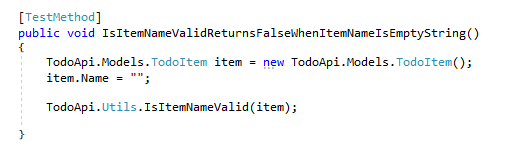 [TestMethod]
public void IsItemNameValidReturnsFalseWhenItemNameIsEmptyString()
{
    TodoApi.Models.TodoItem item = new TodoApi.Models.TodoItem();
    item.Name = "";

    TodoApi.Utils.IsItemNameValid(item);

}